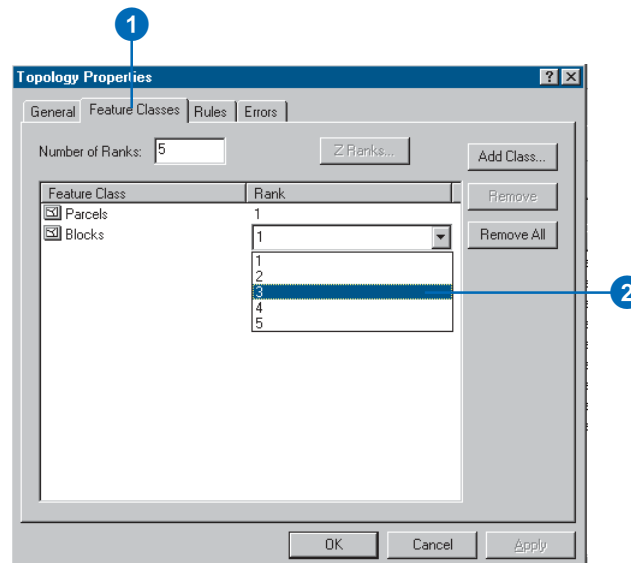 1
Topology Properties
General Feature Classes Rules Errors
Number of Ranks: 5 Z Ranks... Add Class...
Feature Class Rank Remove
Parcels 1
Blocks 1 Remove All
1
2
3 2
4
5
OK Cancel Apply